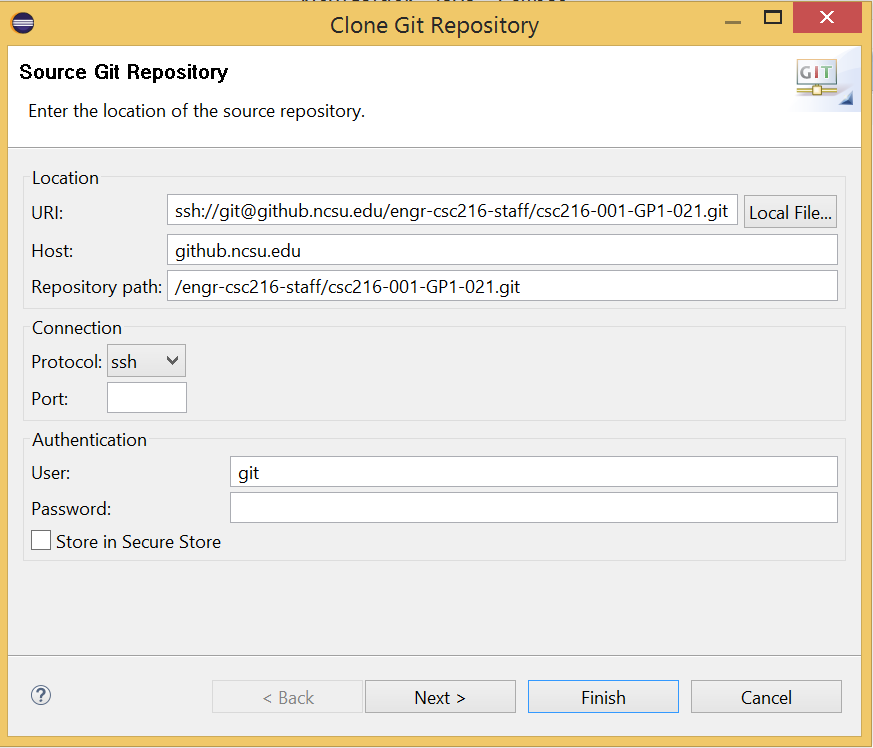 Clone Git Repository
Source Git Repository
GIT
Enter the location of the source repository.
Location
URI: ssh://git@github.ncsu.edu/engr-csc216-staff/csc216-001-GP1-021.git Local File...
Host: github.ncsu.edu
Repository path: /engr-csc216-staff/csc216-001-GP1-021.git
Connection
Protocol: ssh
Port:
Authentication
User: git
Password:
Store in Secure Store
? < Back Next > Finish Cancel